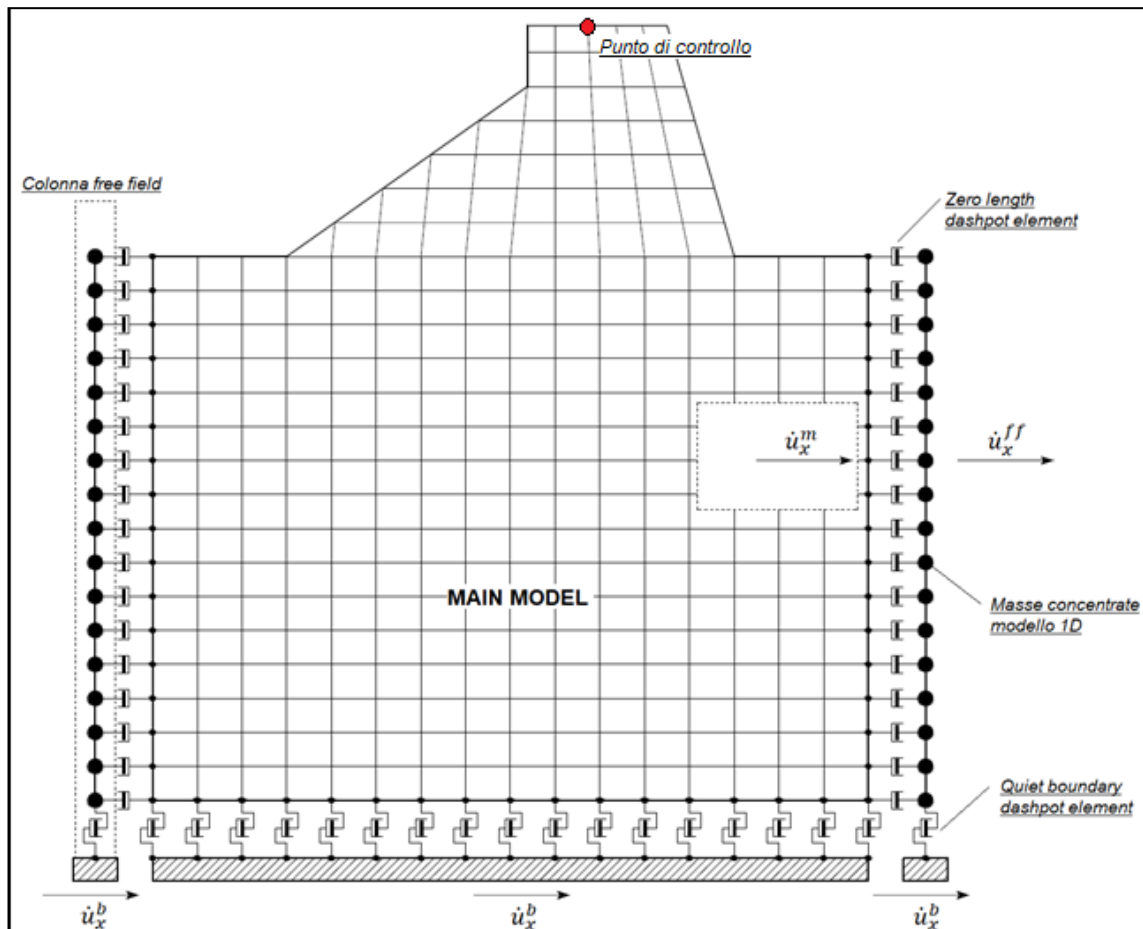 Punto di controllo
Colonna free field
Zero length
dashpot element
u̇ₓᵐ
u̇ₓᶠᶠ
MAIN MODEL
Masse concentrate
modello 1D
Quiet boundary
dashpot element
u̇ₓᵇ
u̇ₓᵇ
u̇ₓᵇ